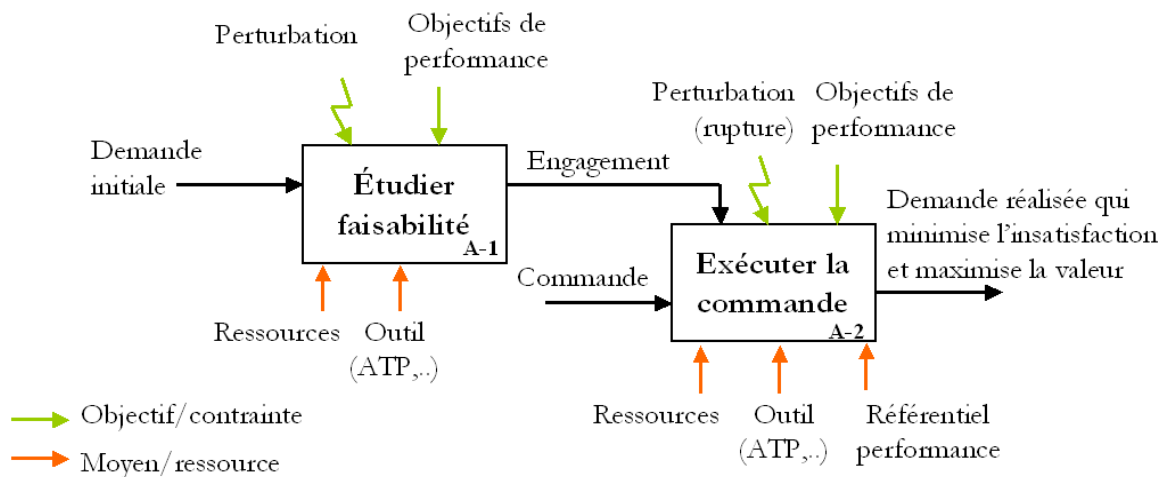 Perturbation
Objectifs de
performance
Demande
initiale
Étudier
faisabilité
A-1
Engagement
Ressources
Outil
(ATP,..)
Perturbation
(rupture)
Objectifs de
performance
Commande
Exécuter la
commande
A-2
Demande réalisée qui
minimise l'insatisfaction
et maximise la valeur
Ressources
Outil
(ATP,..)
Référentiel
performance
Objectif/contrainte
Moyen/ressource